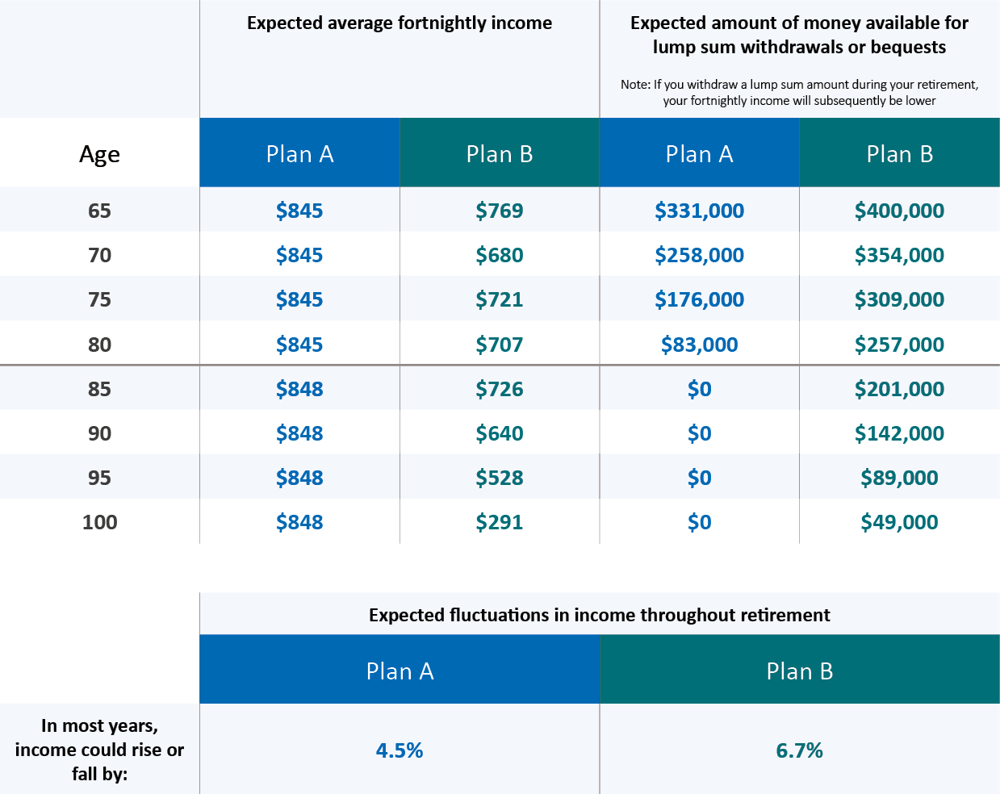 Expected average fortnightly income
Expected amount of money available for
lump sum withdrawals or bequests
Note: If you withdraw a lump sum amount during your retirement,
your fortnightly income will subsequently be lower
Age Plan A Plan B Plan A Plan B
65 $845 $769 $331,000 $400,000
70 $845 $680 $258,000 $354,000
75 $845 $721 $176,000 $309,000
80 $845 $707 $83,000 $257,000
85 $848 $726 $0 $201,000
90 $848 $640 $0 $142,000
95 $848 $528 $0 $89,000
100 $848 $291 $0 $49,000
Expected fluctuations in income throughout retirement
Plan A Plan B
In most years,
income could rise or
fall by:
4.5% 6.7%